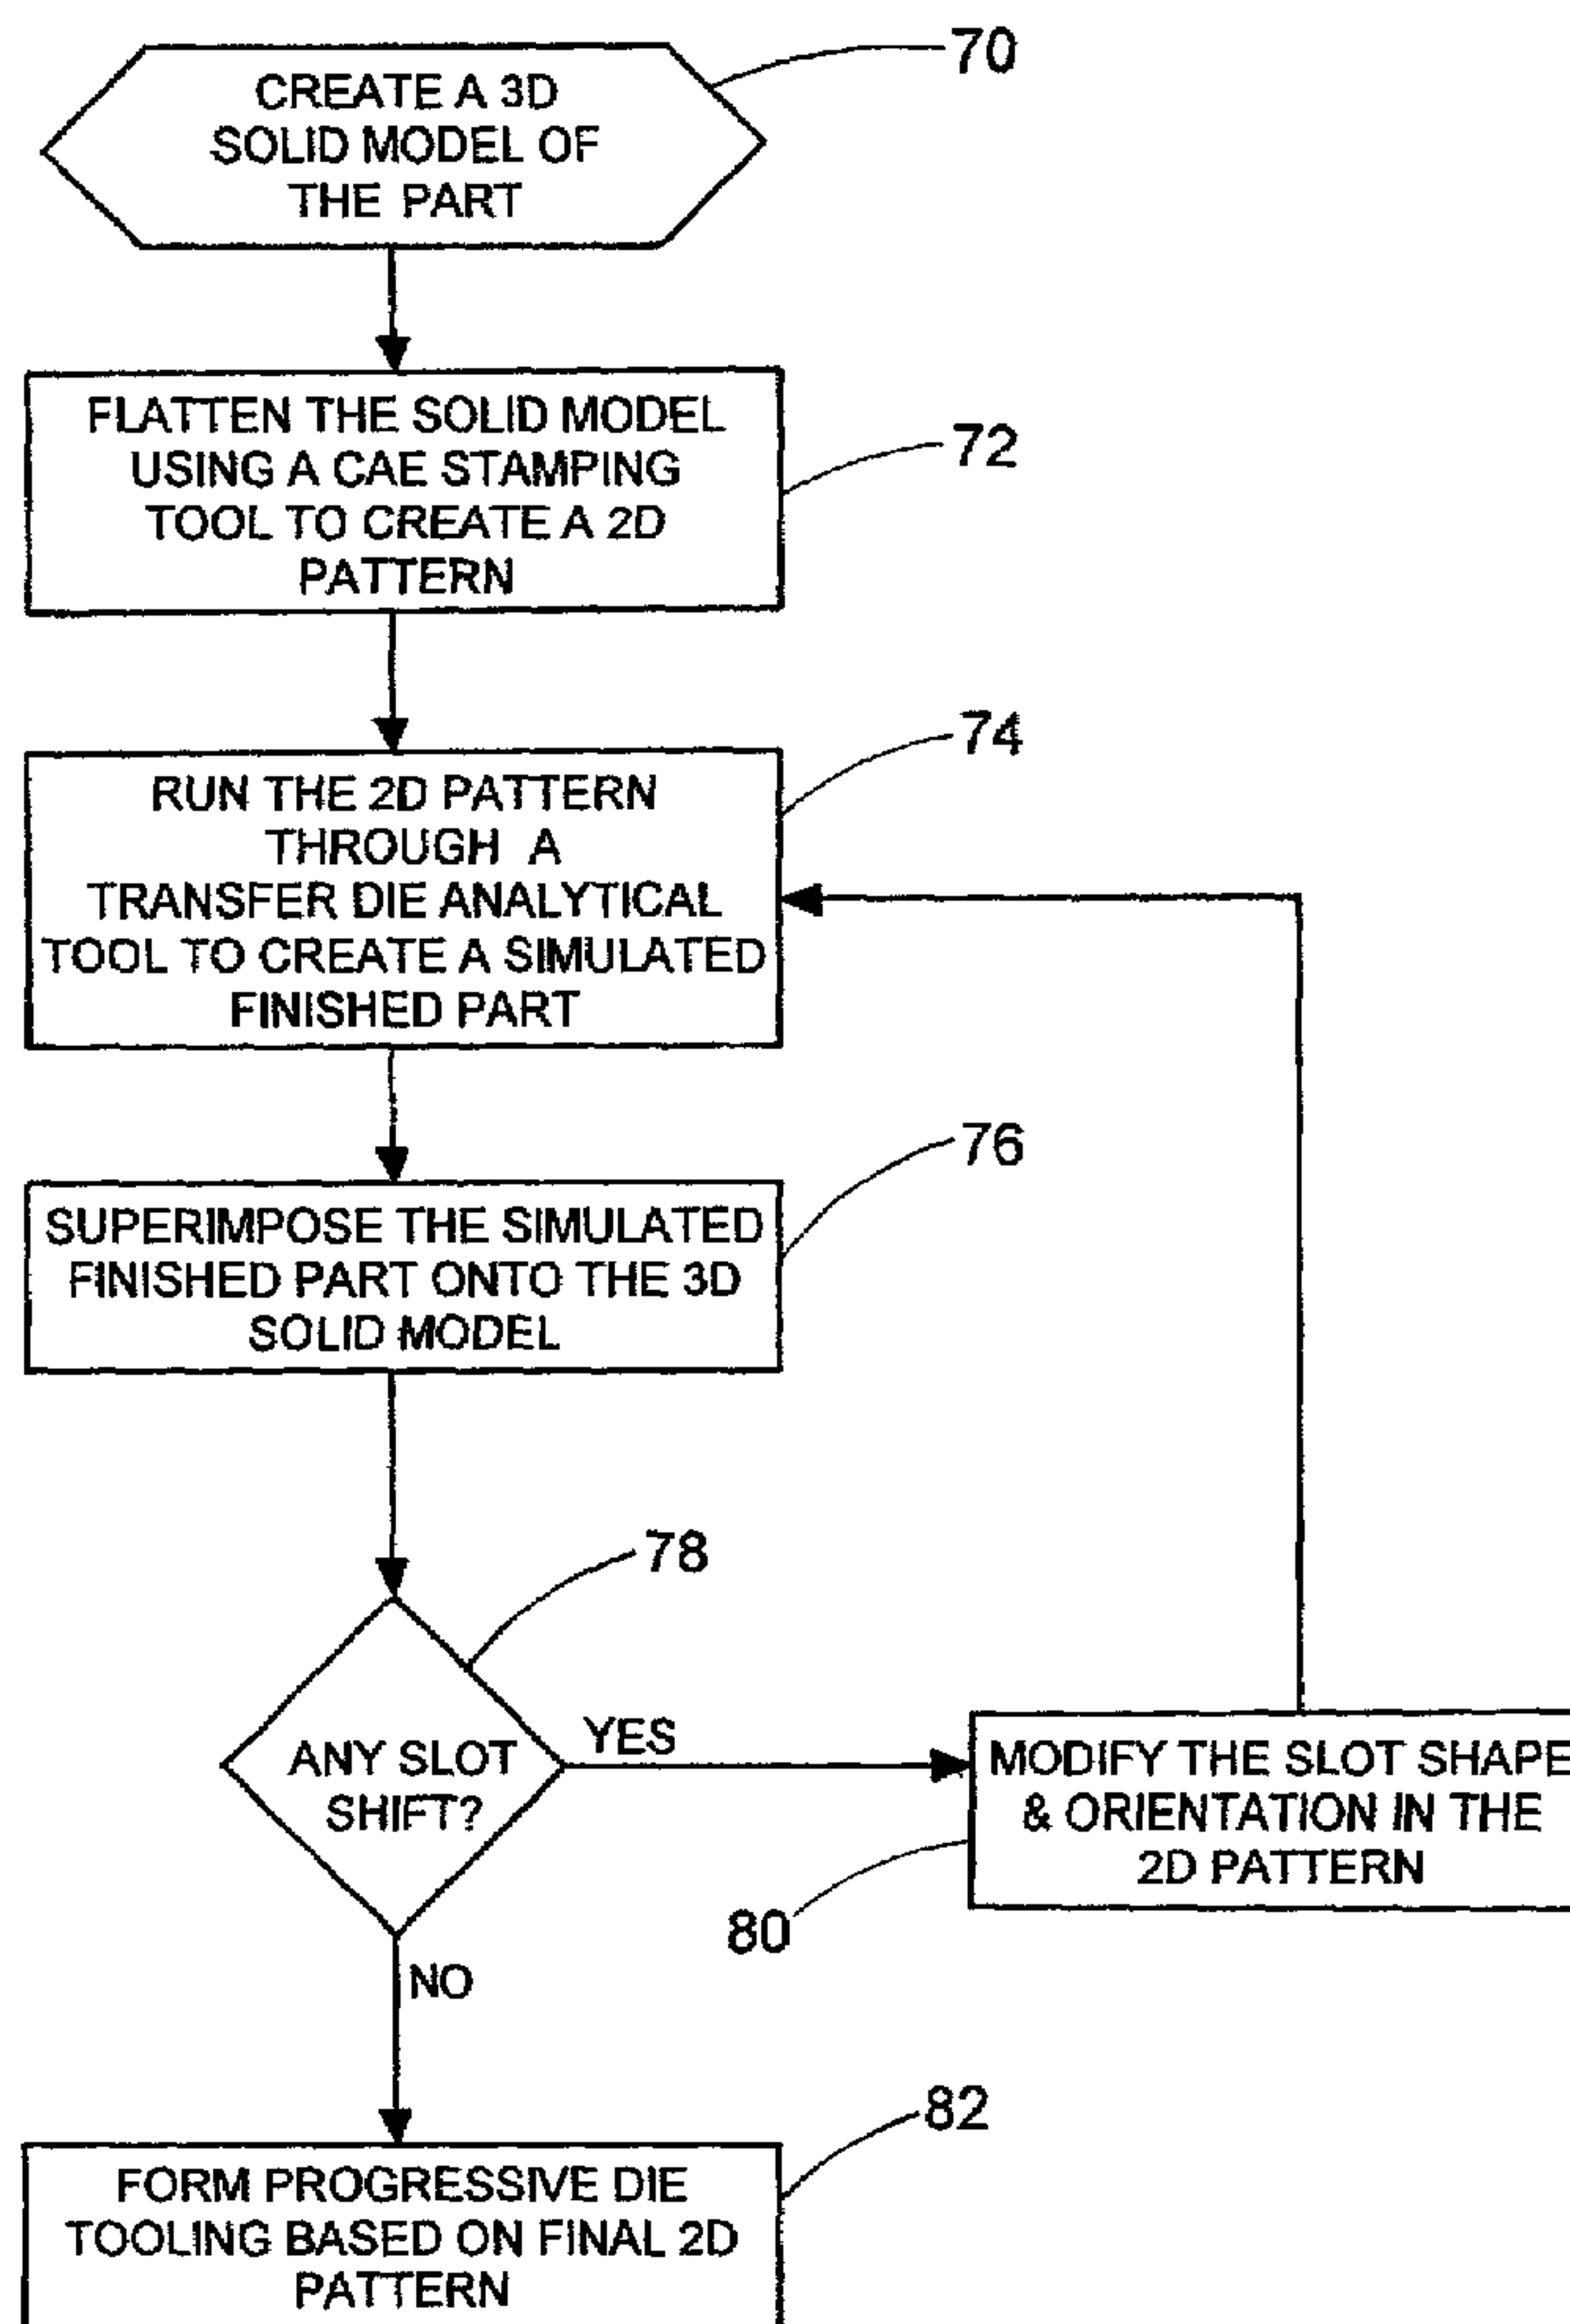 CREATE A 3D
SOLID MODEL OF
THE PART
70
FLATTEN THE SOLID MODEL
USING A CAE STAMPING
TOOL TO CREATE A 2D
PATTERN
72
RUN THE 2D PATTERN
THROUGH A
TRANSFER DIE ANALYTICAL
TOOL TO CREATE A SIMULATED
FINISHED PART
74
SUPERIMPOSE THE SIMULATED
FINISHED PART ONTO THE 3D
SOLID MODEL
76
ANY SLOT
SHIFT?
78
YES
MODIFY THE SLOT SHAPE
& ORIENTATION IN THE
2D PATTERN
80
NO
FORM PROGRESSIVE DIE
TOOLING BASED ON FINAL 2D
PATTERN
82